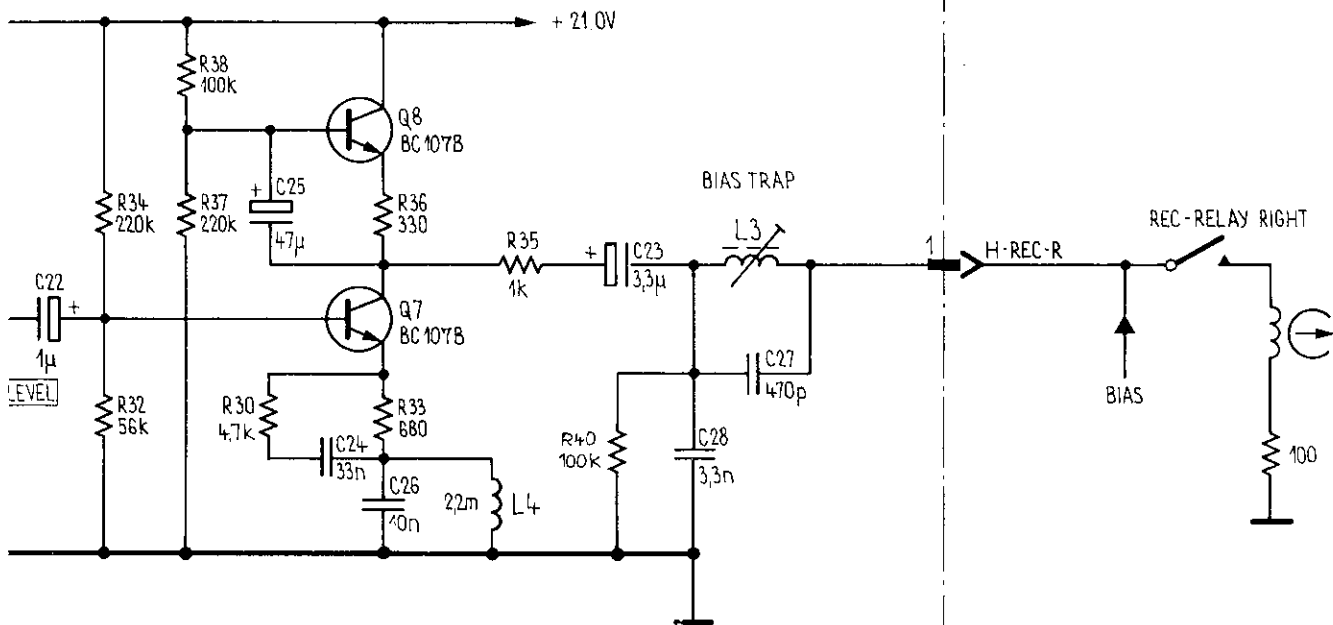 + 21.0V
R38
100k
Q8
BC107B
R34
220k
R37
220k
+
C25
47µ
R36
330
BIAS TRAP
L3
R35
1k
+
C23
3,3µ
1
H-REC-R
REC-RELAY RIGHT
C22
+
1µ
LEVEL
Q7
BC107B
C27
470p
BIAS
R32
56k
R30
4,7k
R33
680
C24
33n
R40
100k
C28
3,3n
100
C26
10n
2,2m
L4